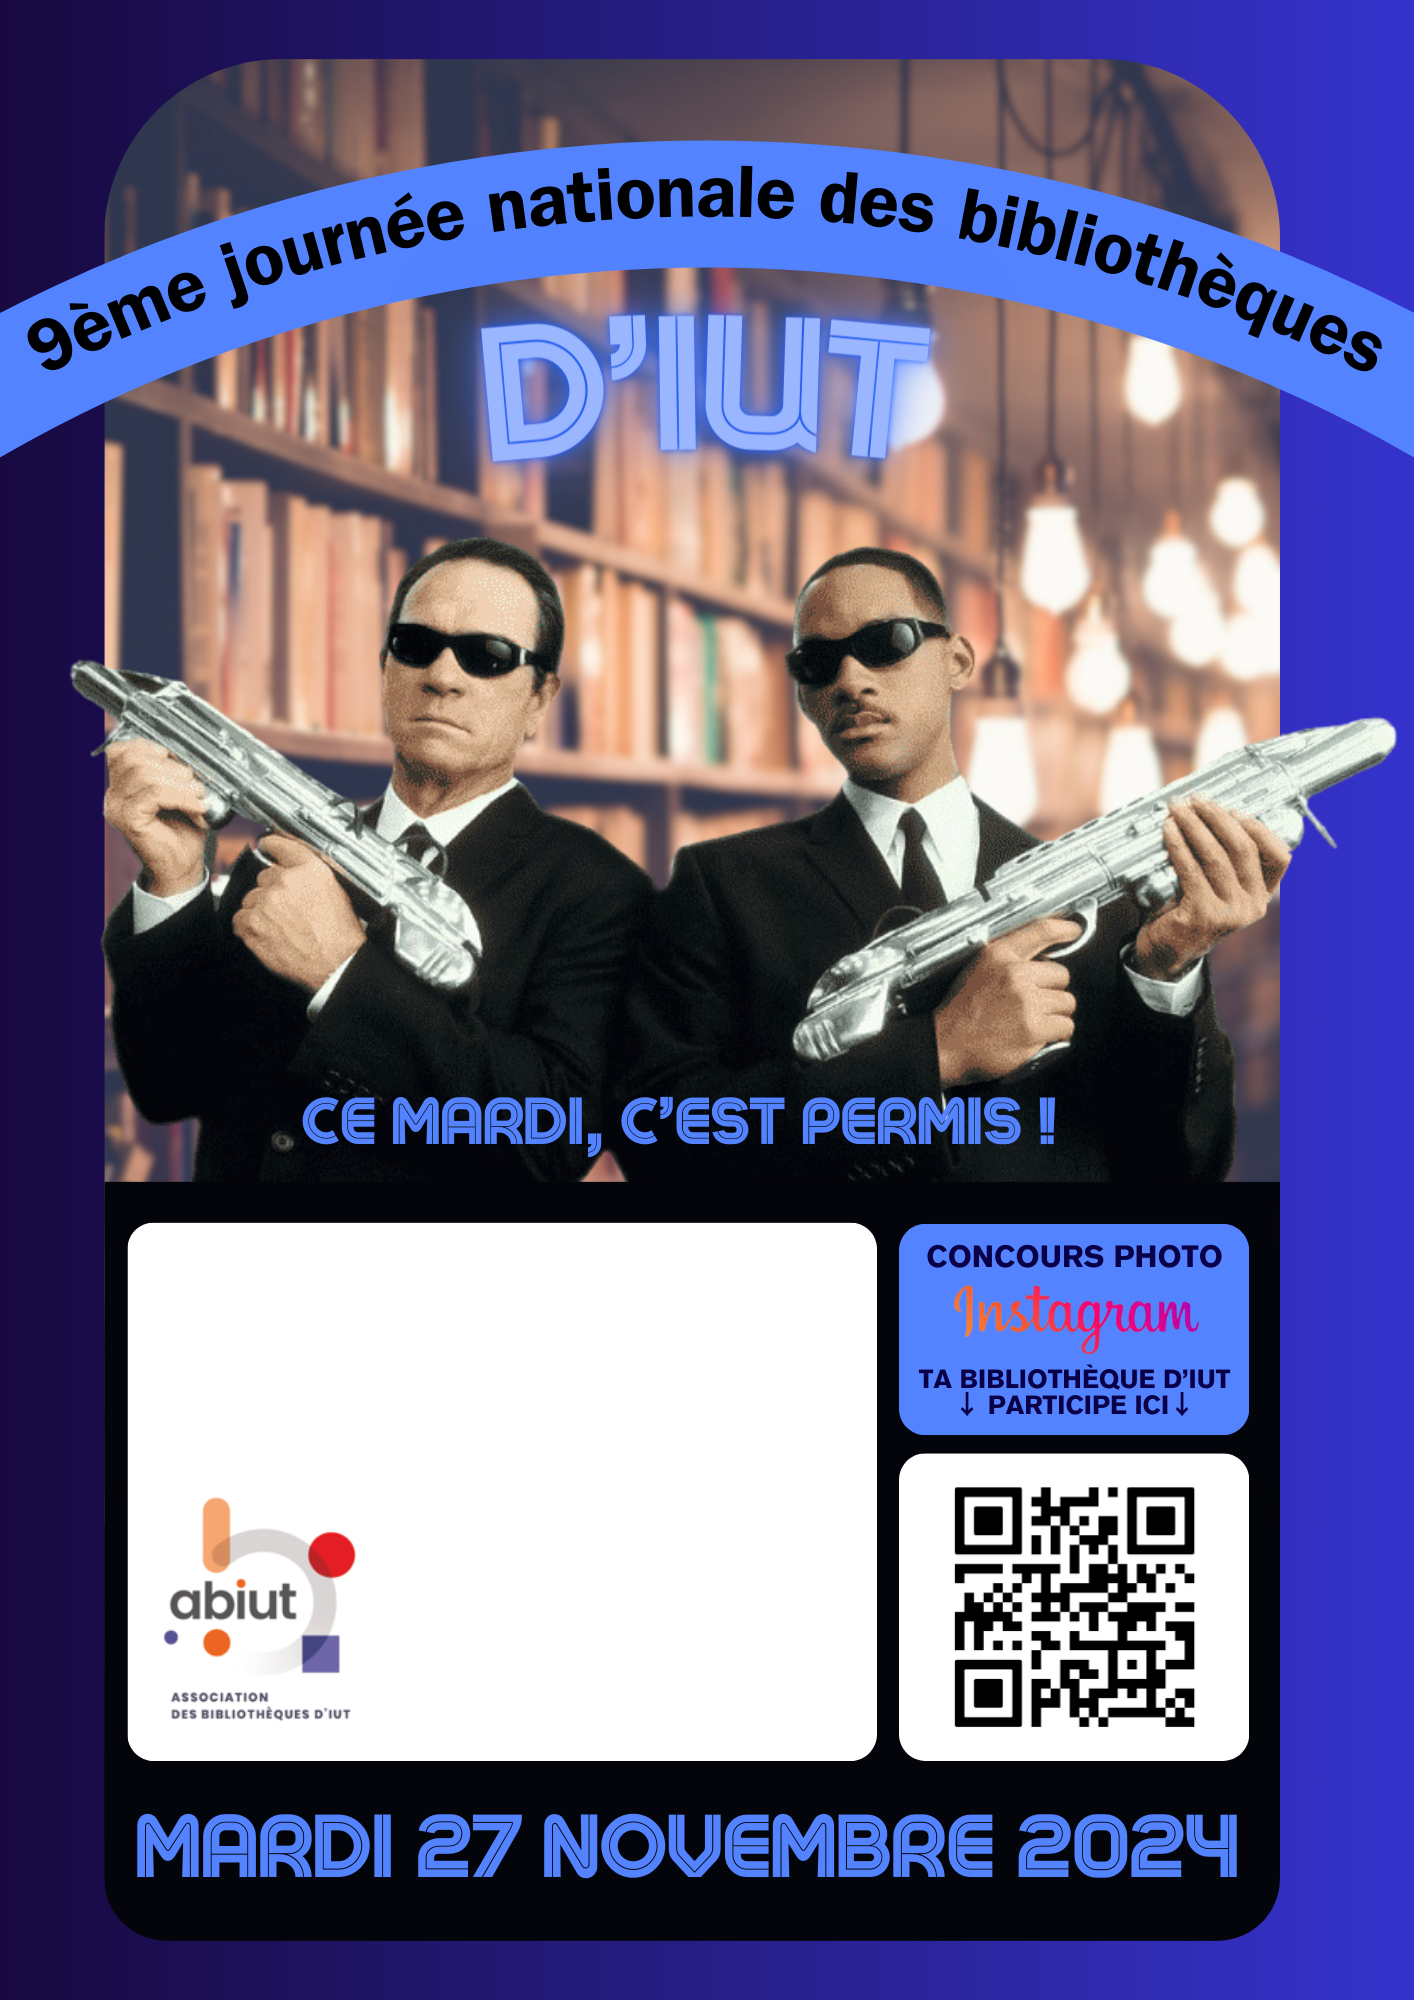 9ème journée nationale des bibliothèques
D'IUT
CE MARDI, C'EST PERMIS !
CONCOURS PHOTO
Instagram
TA BIBLIOTHÈQUE D'IUT
↓ PARTICIPE ICI ↓
abiut
ASSOCIATION
DES BIBLIOTHÈQUES D'IUT
MARDI 27 NOVEMBRE 2024